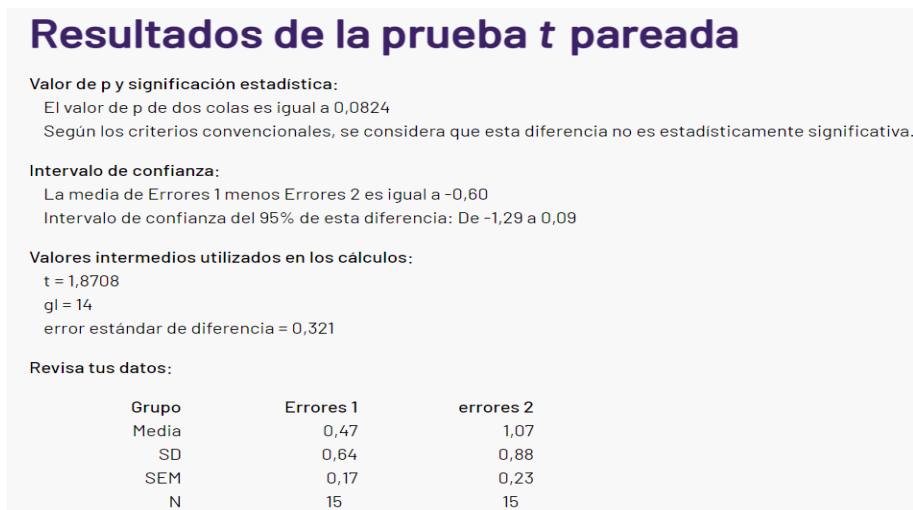 Resultados de la prueba t pareada
Valor de p y significación estadística:
El valor de p de dos colas es igual a 0,0824
Según los criterios convencionales, se considera que esta diferencia no es estadísticamente significativa.
Intervalo de confianza:
La media de Errores 1 menos Errores 2 es igual a -0,60
Intervalo de confianza del 95% de esta diferencia: De -1,29 a 0,09
Valores intermedios utilizados en los cálculos:
t = 1,8708
gl = 14
error estándar de diferencia = 0,321
Revisa tus datos:
Grupo Errores 1 errores 2
Media 0,47 1,07
SD 0,64 0,88
SEM 0,17 0,23
N 15 15